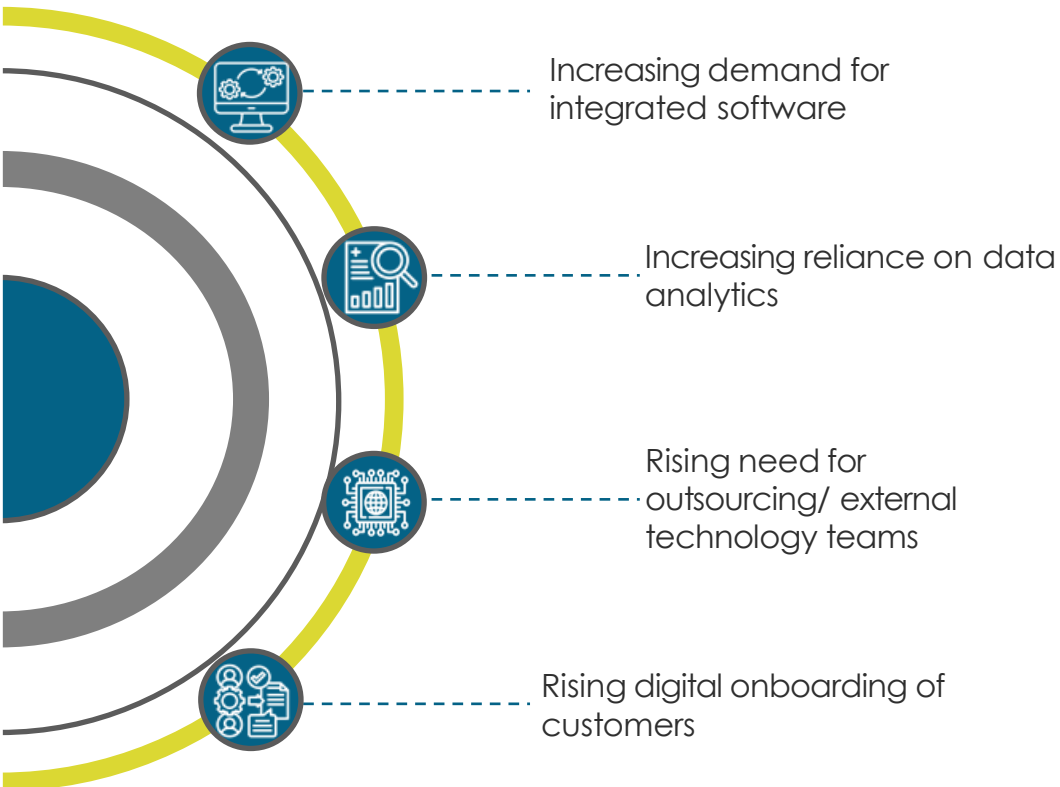 Increasing demand for
integrated software
Increasing reliance on data
analytics
Rising need for
outsourcing/ external
technology teams
Rising digital onboarding of
customers